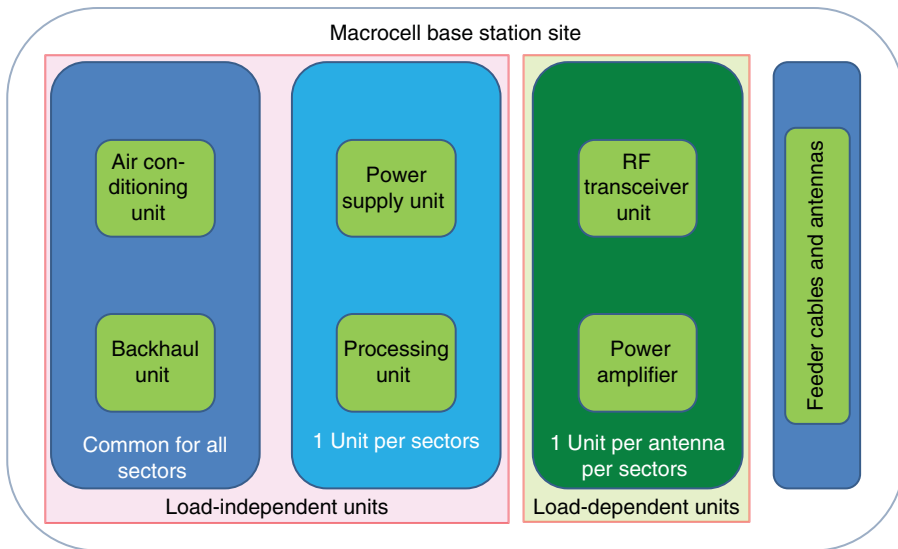 Macrocell base station site
Air con-
ditioning
unit
Backhaul
unit
Common for all
sectors
Power
supply unit
Processing
unit
1 Unit per sectors
Load-independent units
RF
transceiver
unit
Power
amplifier
1 Unit per antenna
per sectors
Load-dependent units
Feeder cables and antennas